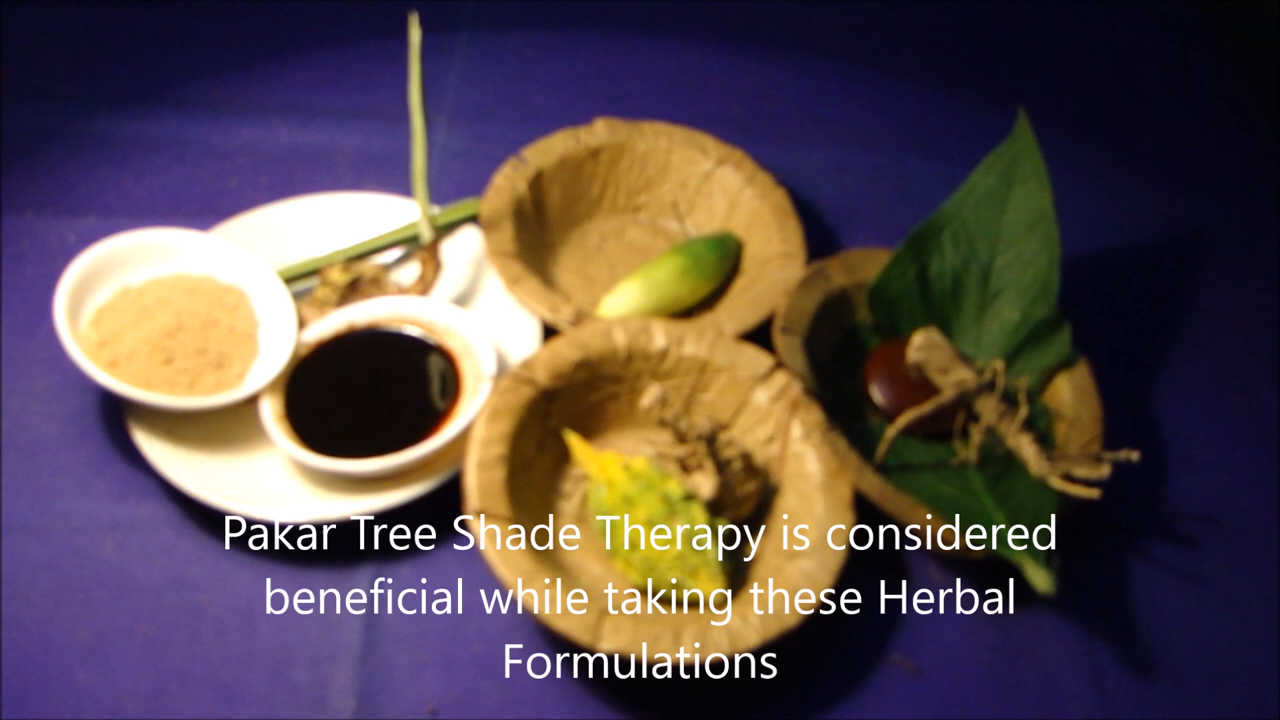 Pakar Tree Shade Therapy is considered
beneficial while taking these Herbal
Formulations